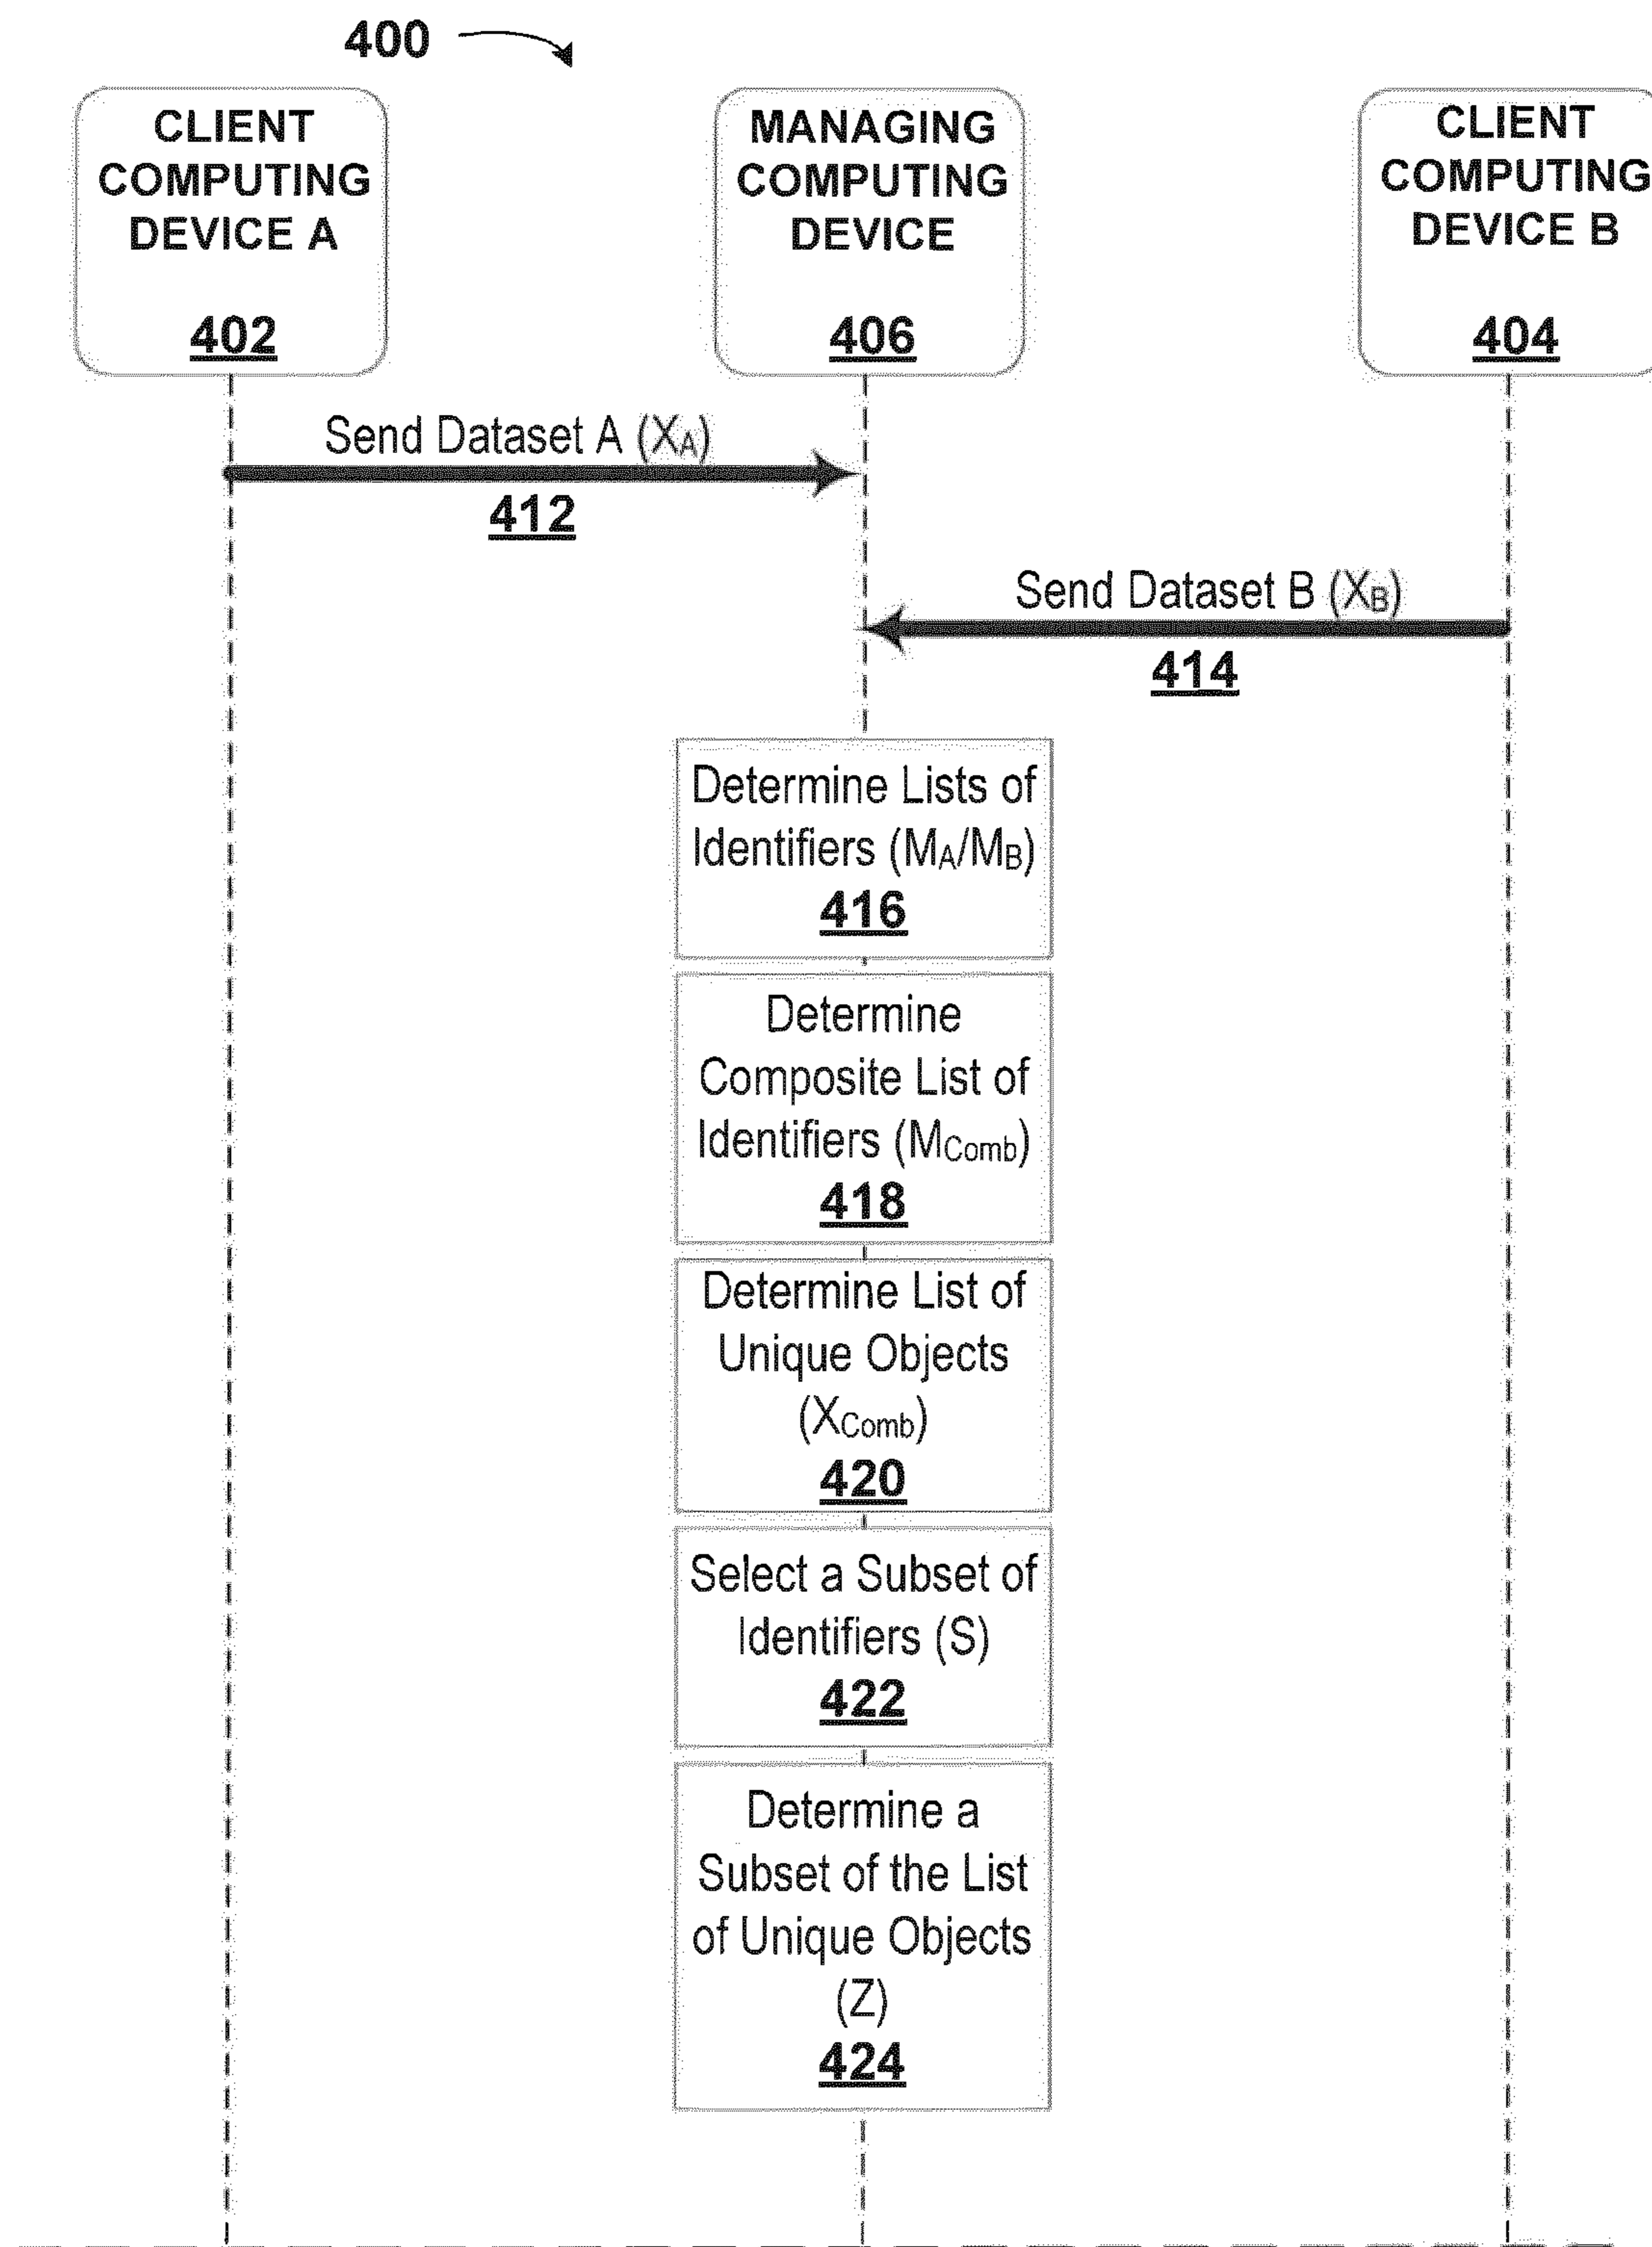 400
CLIENT
COMPUTING
DEVICE A
402
MANAGING
COMPUTING
DEVICE
406
CLIENT
COMPUTING
DEVICE B
404
Send Dataset A (XA)
412
Send Dataset B (XB)
414
Determine Lists of
Identifiers (MA/MB)
416
Determine
Composite List of
Identifiers (MComb)
418
Determine List of
Unique Objects
(XComb)
420
Select a Subset of
Identifiers (S)
422
Determine a
Subset of the List
of Unique Objects
(Z)
424